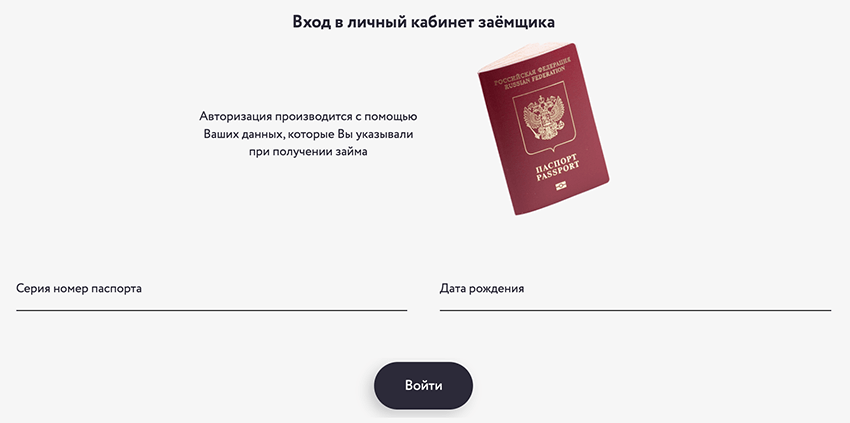 Вход в личный кабинет заёмщика
РОССИЙСКАЯ ФЕДЕРАЦИЯ
RUSSIAN FEDERATION
Авторизация производится с помощью
Ваших данных, которые Вы указывали
при получении займа
ПАСПОРТ
PASSPORT
Серия номер паспорта
Дата рождения
Войти